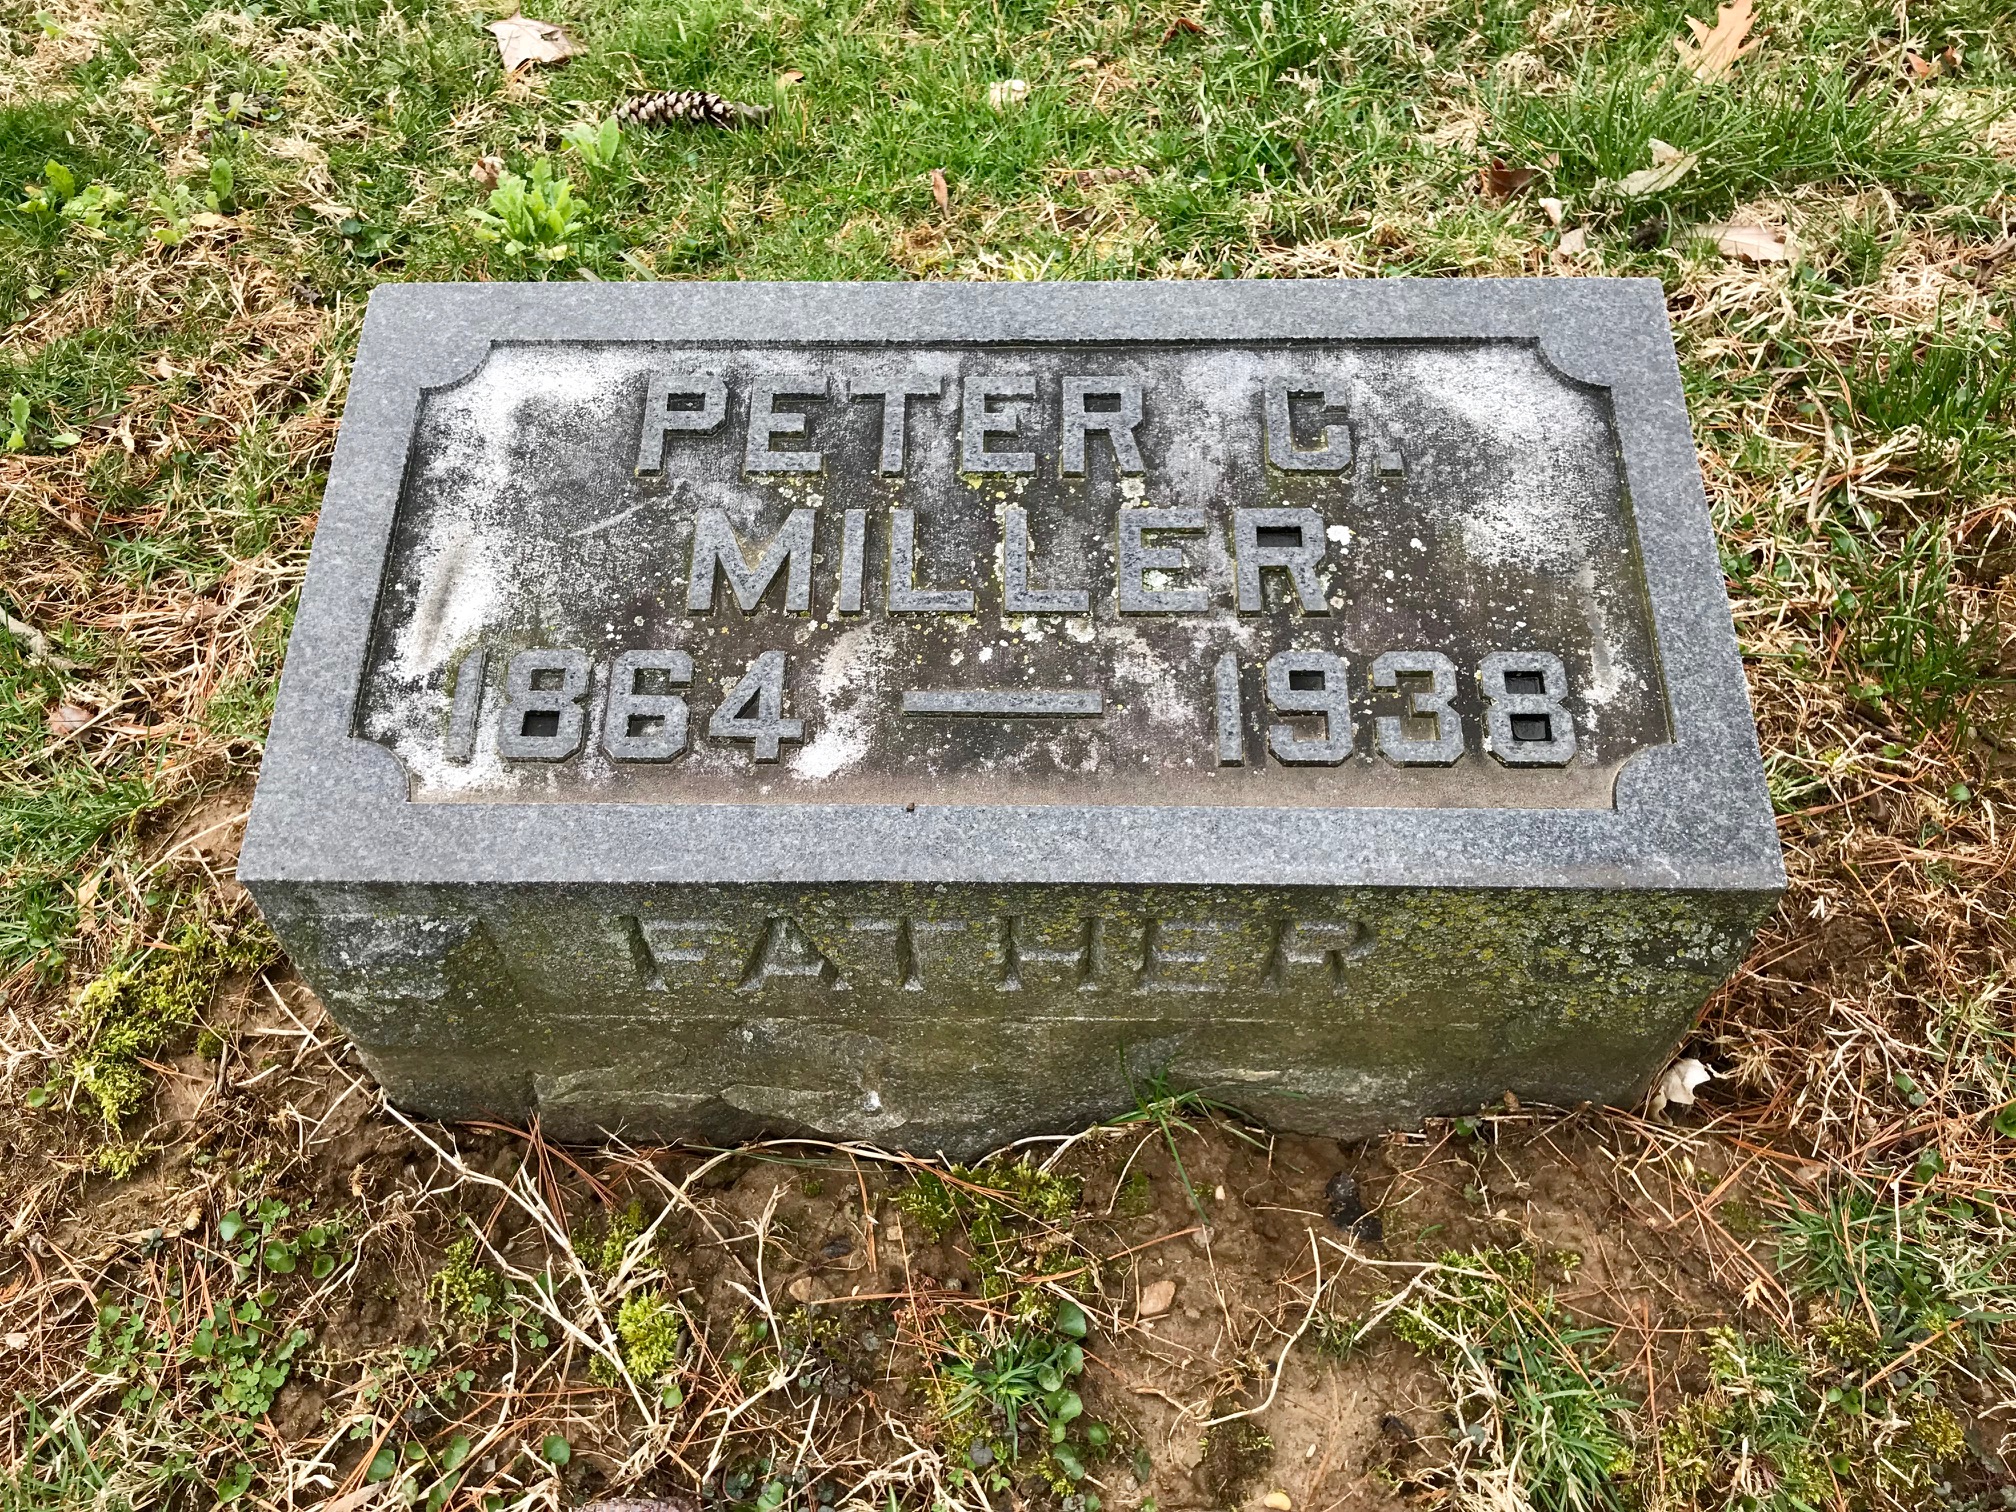 PETER C.
MILLER
1864 — 1938
FATHER